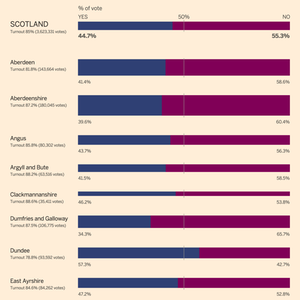 % of vote
YES 50% NO
SCOTLAND
Turnout 85% (3,623,331 votes)
44.7% 55.3%
Aberdeen
Turnout 81.8% (143,664 votes)
41.4% 58.6%
Aberdeenshire
Turnout 87.2% (180,045 votes)
39.6% 60.4%
Angus
Turnout 85.8% (80,302 votes)
43.7% 56.3%
Argyll and Bute
Turnout 88.2% (63,516 votes)
41.5% 58.5%
Clackmannanshire
Turnout 88.6% (35,411 votes)
46.2% 53.8%
Dumfries and Galloway
Turnout 87.5% (106,775 votes)
34.3% 65.7%
Dundee
Turnout 78.8% (93,592 votes)
57.3% 42.7%
East Ayrshire
Turnout 84.6% (84,262 votes)
47.2% 52.8%